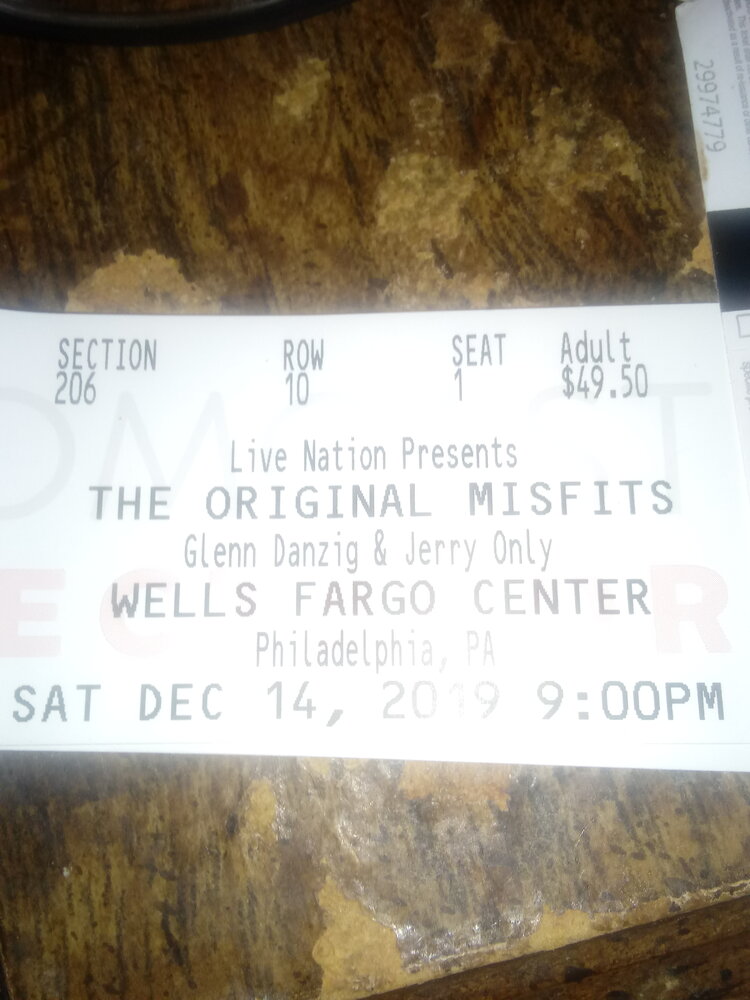 29974779
SECTION ROW SEAT Adult
206 10 1 $49.50
Live Nation Presents
THE ORIGINAL MISFITS
Glenn Danzig & Jerry Only
WELLS FARGO CENTER
Philadelphia, PA
SAT DEC 14, 2019 9:00PM